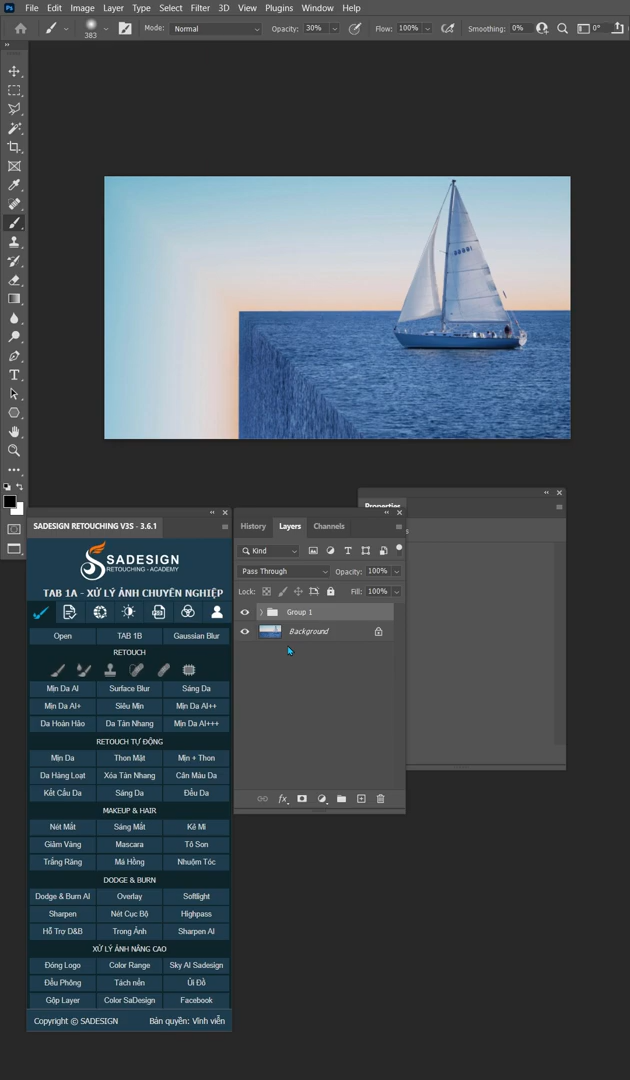 Ps File Edit Image Layer Type Select Filter 3D View Plugins Window Help
383 Mode: Normal Opacity: 30% Flow: 100% Smoothing: 0% 0°
Properties
SADESIGN RETOUCHING V3S - 3.6.1
SADESIGN
RETOUCHING - ACADEMY
TAB 1A - XỬ LÝ ẢNH CHUYÊN NGHIỆP
Open TAB 1B Gaussian Blur
RETOUCH
Mịn Da AI Surface Blur Sáng Da
Mịn Da AI+ Siêu Mịn Mịn Da AI++
Da Hoàn Hảo Da Tàn Nhang Mịn Da AI+++
RETOUCH TỰ ĐỘNG
Mịn Da Thon Mặt Mịn + Thon
Da Hàng Loạt Xóa Tàn Nhang Cân Màu Da
Kết Cấu Da Sáng Da Đều Da
MAKEUP & HAIR
Nét Mắt Sáng Mắt Kẻ Mi
Giảm Vàng Mascara Tô Son
Trắng Răng Má Hồng Nhuộm Tóc
DODGE & BURN
Dodge & Burn AI Overlay Softlight
Sharpen Nét Cục Bộ Highpass
Hỗ Trợ D&B Trong Ảnh Sharpen AI
XỬ LÝ ẢNH NÂNG CAO
Đóng Logo Color Range Sky AI Sadesign
Đều Phông Tách nền Ủi Đồ
Gộp Layer Color SaDesign Facebook
Copyright © SADESIGN Bản quyền: Vĩnh viễn
History Layers Channels
Kind
Pass Through Opacity: 100%
Lock: Fill: 100%
Group 1
Background
fx